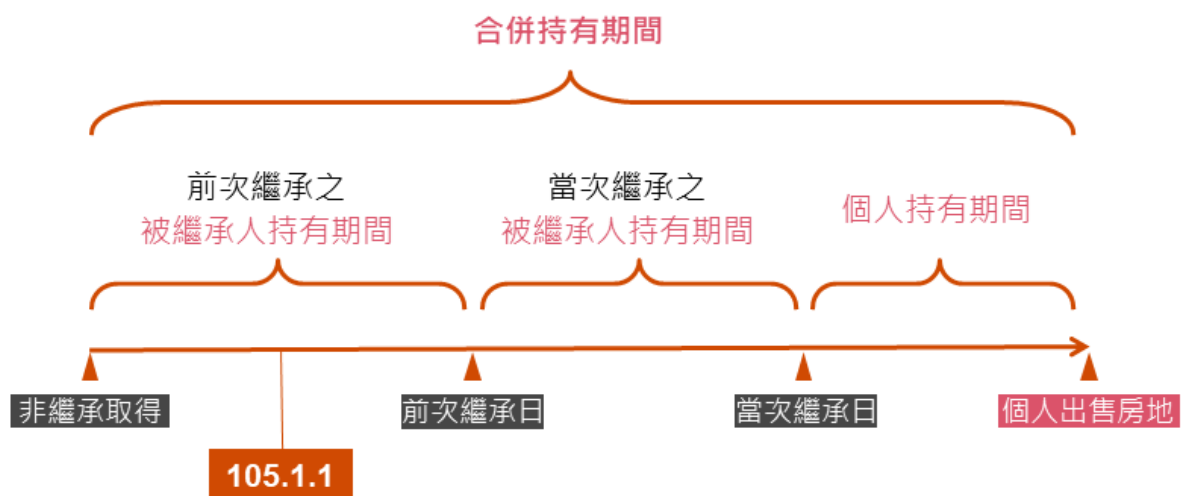 合併持有期間
前次繼承之
被繼承人持有期間
當次繼承之
被繼承人持有期間
個人持有期間
非繼承取得
前次繼承日
當次繼承日
個人出售房地
105.1.1